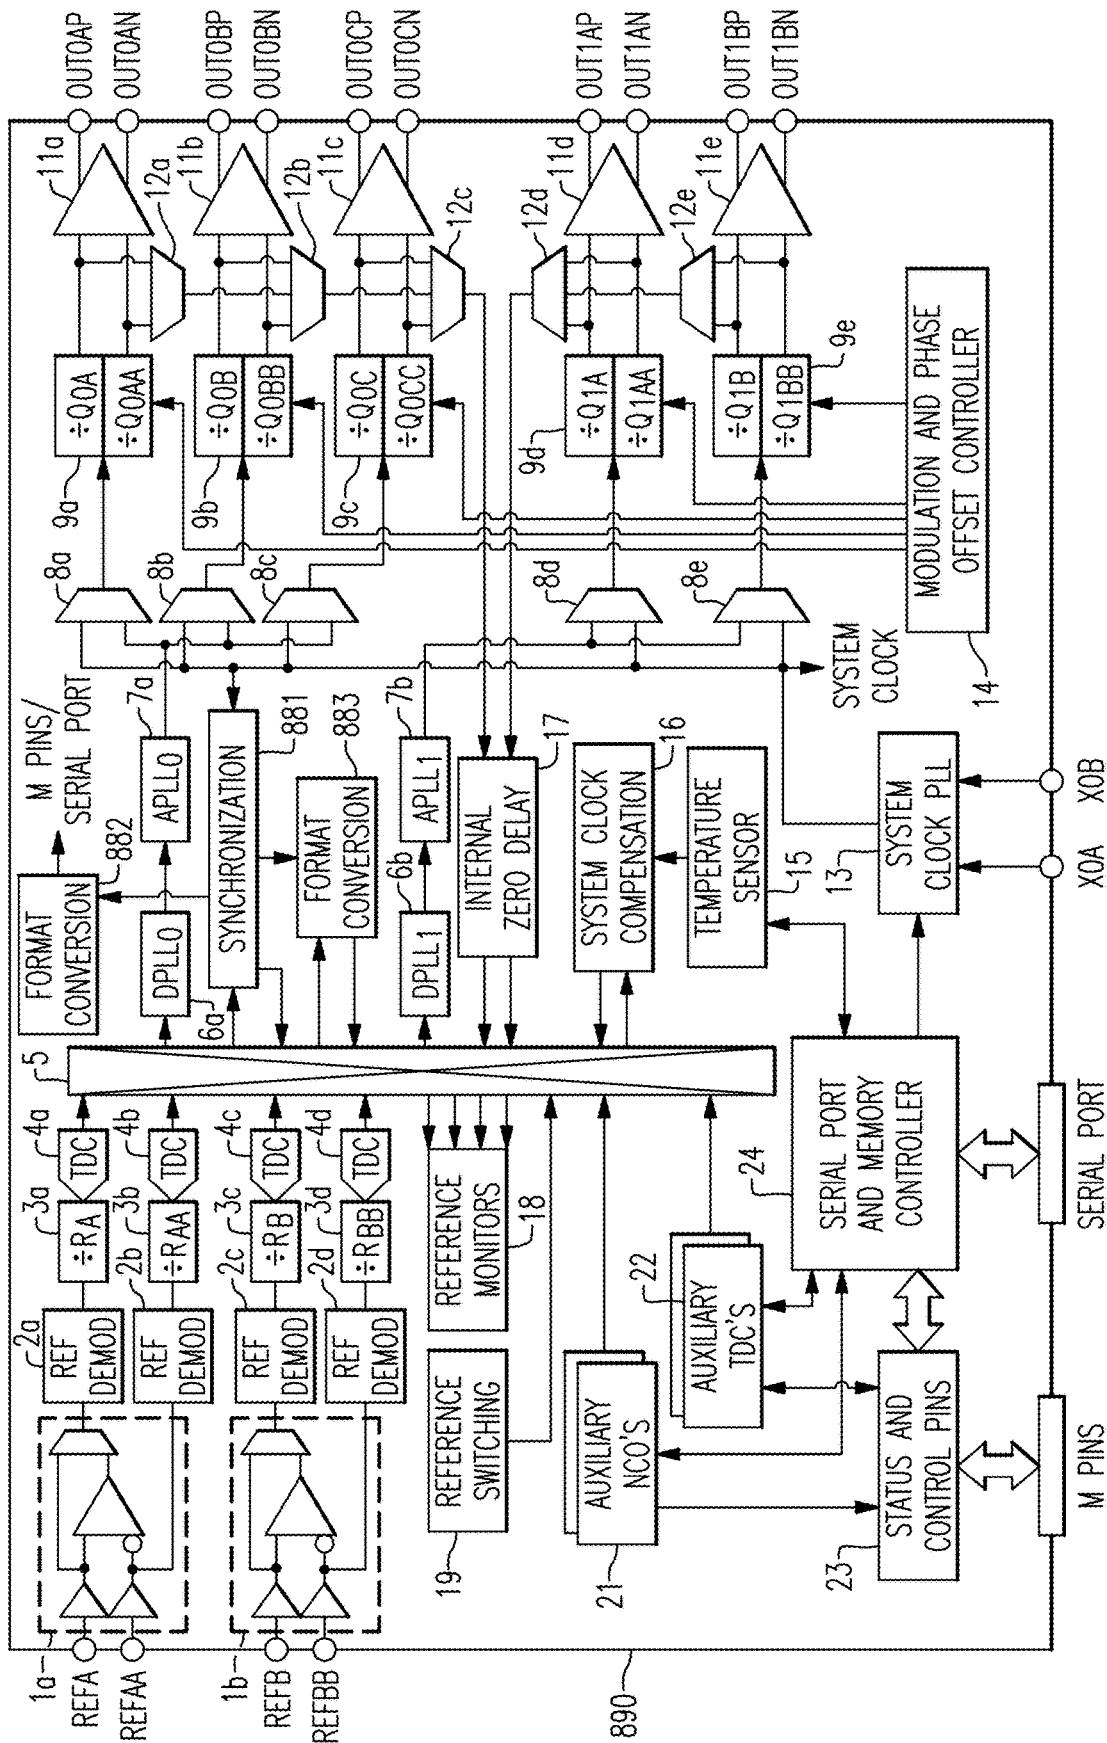 REFA
REFAA
REFB
REFBB
1a
1b
REF
DEMOD
2a
REF
DEMOD
2b
REF
DEMOD
2c
REF
DEMOD
2d
÷RA
3a
÷RAA
3b
÷RB
3c
÷RBB
3d
TDC
4a
TDC
4b
TDC
4c
TDC
4d
5
FORMAT
CONVERSION
882
M PINS/
SERIAL PORT
DPLL0
6a
APLL0
7a
SYNCHRONIZATION
881
FORMAT
CONVERSION
883
DPLL1
6b
APLL1
7b
INTERNAL
ZERO DELAY
17
SYSTEM CLOCK
COMPENSATION
16
TEMPERATURE
SENSOR
15
SYSTEM
CLOCK PLL
13
SYSTEM
CLOCK
8a
8b
8c
8d
8e
÷Q0A
÷Q0AA
9a
÷Q0B
÷Q0BB
9b
÷Q0C
÷Q0CC
9c
÷Q1A
÷Q1AA
9d
÷Q1B
÷Q1BB
9e
11a
12a
11b
12b
11c
12c
11d
12d
11e
12e
OUT0AP
OUT0AN
OUT0BP
OUT0BN
OUT0CP
OUT0CN
OUT1AP
OUT1AN
OUT1BP
OUT1BN
MODULATION AND PHASE
OFFSET CONTROLLER
14
REFERENCE
MONITORS
18
REFERENCE
SWITCHING
19
AUXILIARY
NCO'S
21
AUXILIARY
TDC'S
22
STATUS AND
CONTROL PINS
23
SERIAL PORT
AND MEMORY
CONTROLLER
24
M PINS
SERIAL PORT
XOA
XOB
890